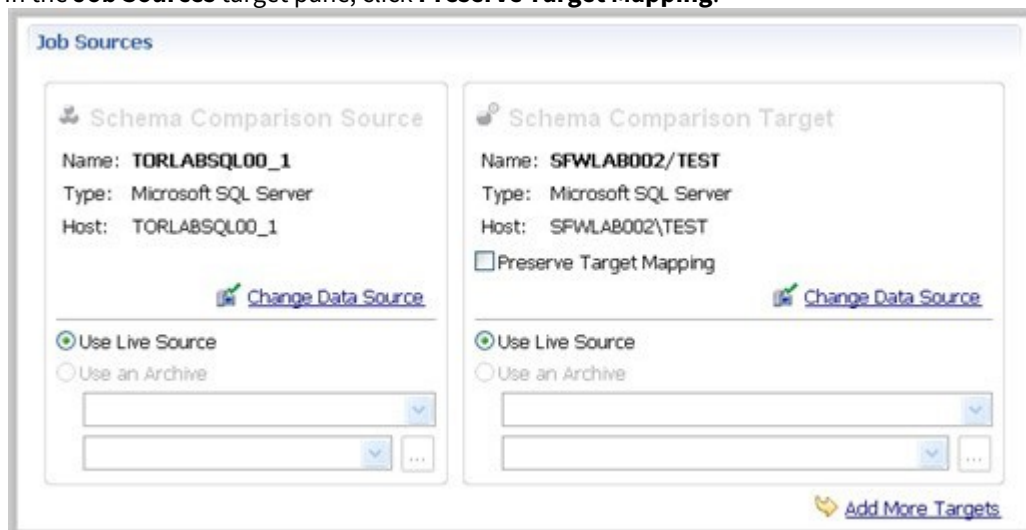 In the Job Sources target pane, click Preserve Target Mapping.
Job Sources
Schema Comparison Source
Name: TORLABSQL00_1
Type: Microsoft SQL Server
Host: TORLABSQL00_1
Change Data Source
Use Live Source
Use an Archive
...
Schema Comparison Target
Name: SFWLAB002/TEST
Type: Microsoft SQL Server
Host: SFWLAB002\TEST
Preserve Target Mapping
Change Data Source
Use Live Source
Use an Archive
...
Add More Targets